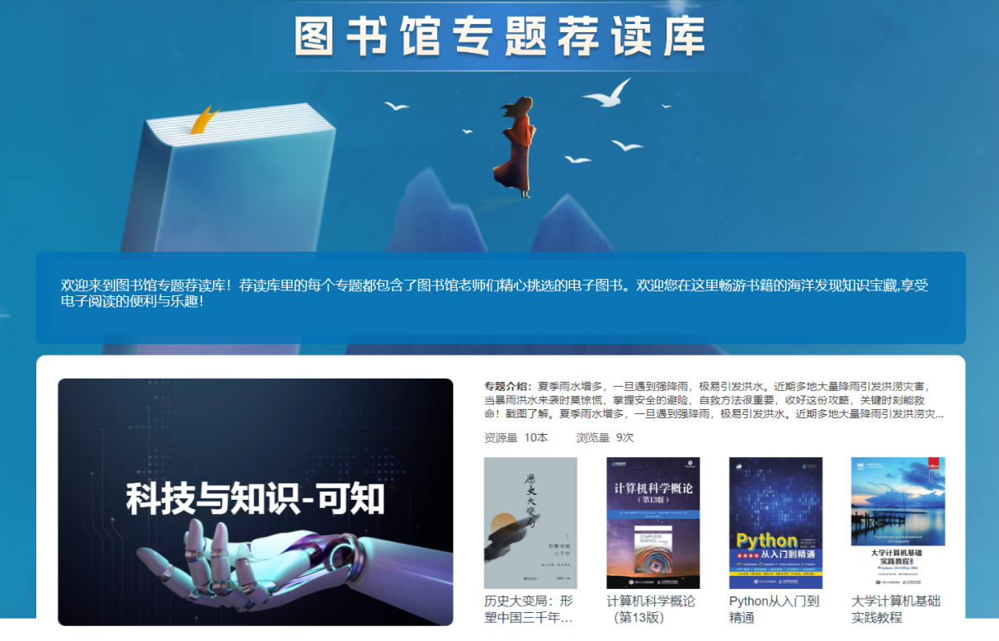 图书馆专题荐读库
欢迎来到图书馆专题荐读库！荐读库里的每个专题都包含了图书馆老师们精心挑选的电子图书。欢迎您在这里畅游书籍的海洋发现知识宝藏,享受
电子阅读的便利与乐趣！
科技与知识-可知
专题介绍：夏季雨水增多，一旦遇到强降雨，极易引发洪水。近期多地大量降雨引发洪涝灾害，
当暴雨洪水来袭时莫惊慌，掌握安全的避险、自救方法很重要，收好这份攻略，关键时刻能救
命！戳图了解。夏季雨水增多，一旦遇到强降雨，极易引发洪水。近期多地大量降雨引发洪涝灾...
资源量 10本 浏览量 9次
历史大变局
形塑中国
三千年
计算机科学概论
（第13版）
COMPUTER
SCIENCE
Python
从入门到精通
Office
大学计算机基础
实践教程
Windows 10+Office 2016
历史大变局：形
塑中国三千年...
计算机科学概论
（第13版）
Python从入门到
精通
大学计算机基础
实践教程